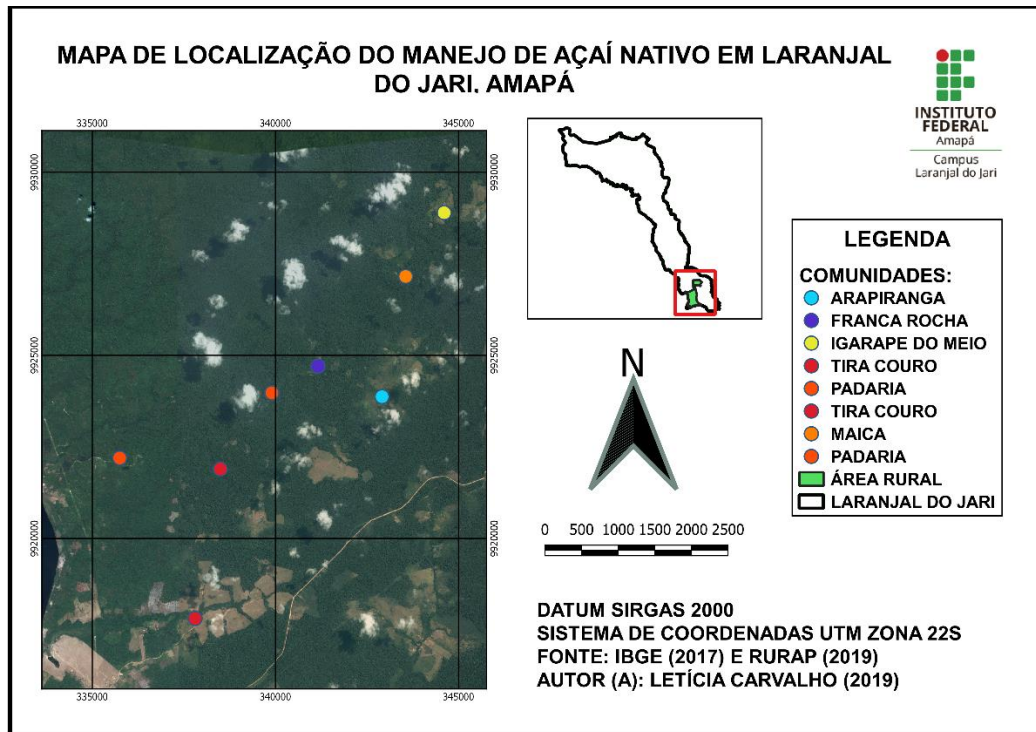 MAPA DE LOCALIZAÇÃO DO MANEJO DE AÇAÍ NATIVO EM LARANJAL
DO JARI. AMAPÁ
INSTITUTO
FEDERAL
Amapá
Campus
Laranjal do Jari
335000
340000
345000
9930000
9930000
9925000
9925000
9920000
9920000
335000
340000
345000
LEGENDA
COMUNIDADES:
ARAPIRANGA
FRANCA ROCHA
IGARAPE DO MEIO
TIRA COURO
PADARIA
TIRA COURO
MAICA
PADARIA
ÁREA RURAL
LARANJAL DO JARI
N
0 500 1000 1500 2000 2500
DATUM SIRGAS 2000
SISTEMA DE COORDENADAS UTM ZONA 22S
FONTE: IBGE (2017) E RURAP (2019)
AUTOR (A): LETÍCIA CARVALHO (2019)